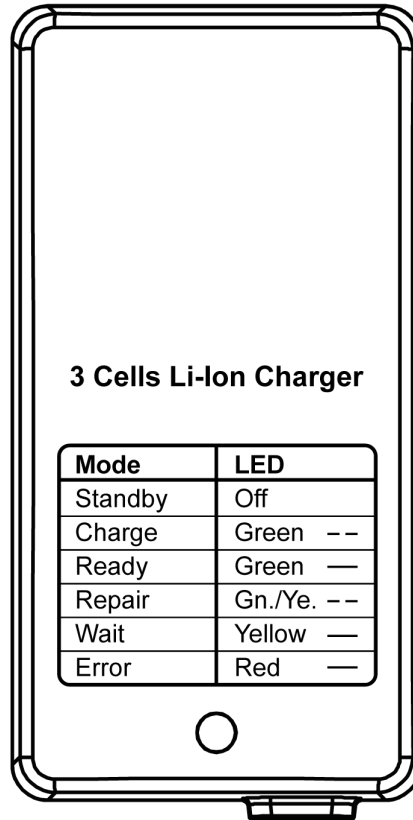 3 Cells Li-Ion Charger
Mode LED
Standby Off
Charge Green – –
Ready Green —
Repair Gn./Ye. – –
Wait Yellow —
Error Red —